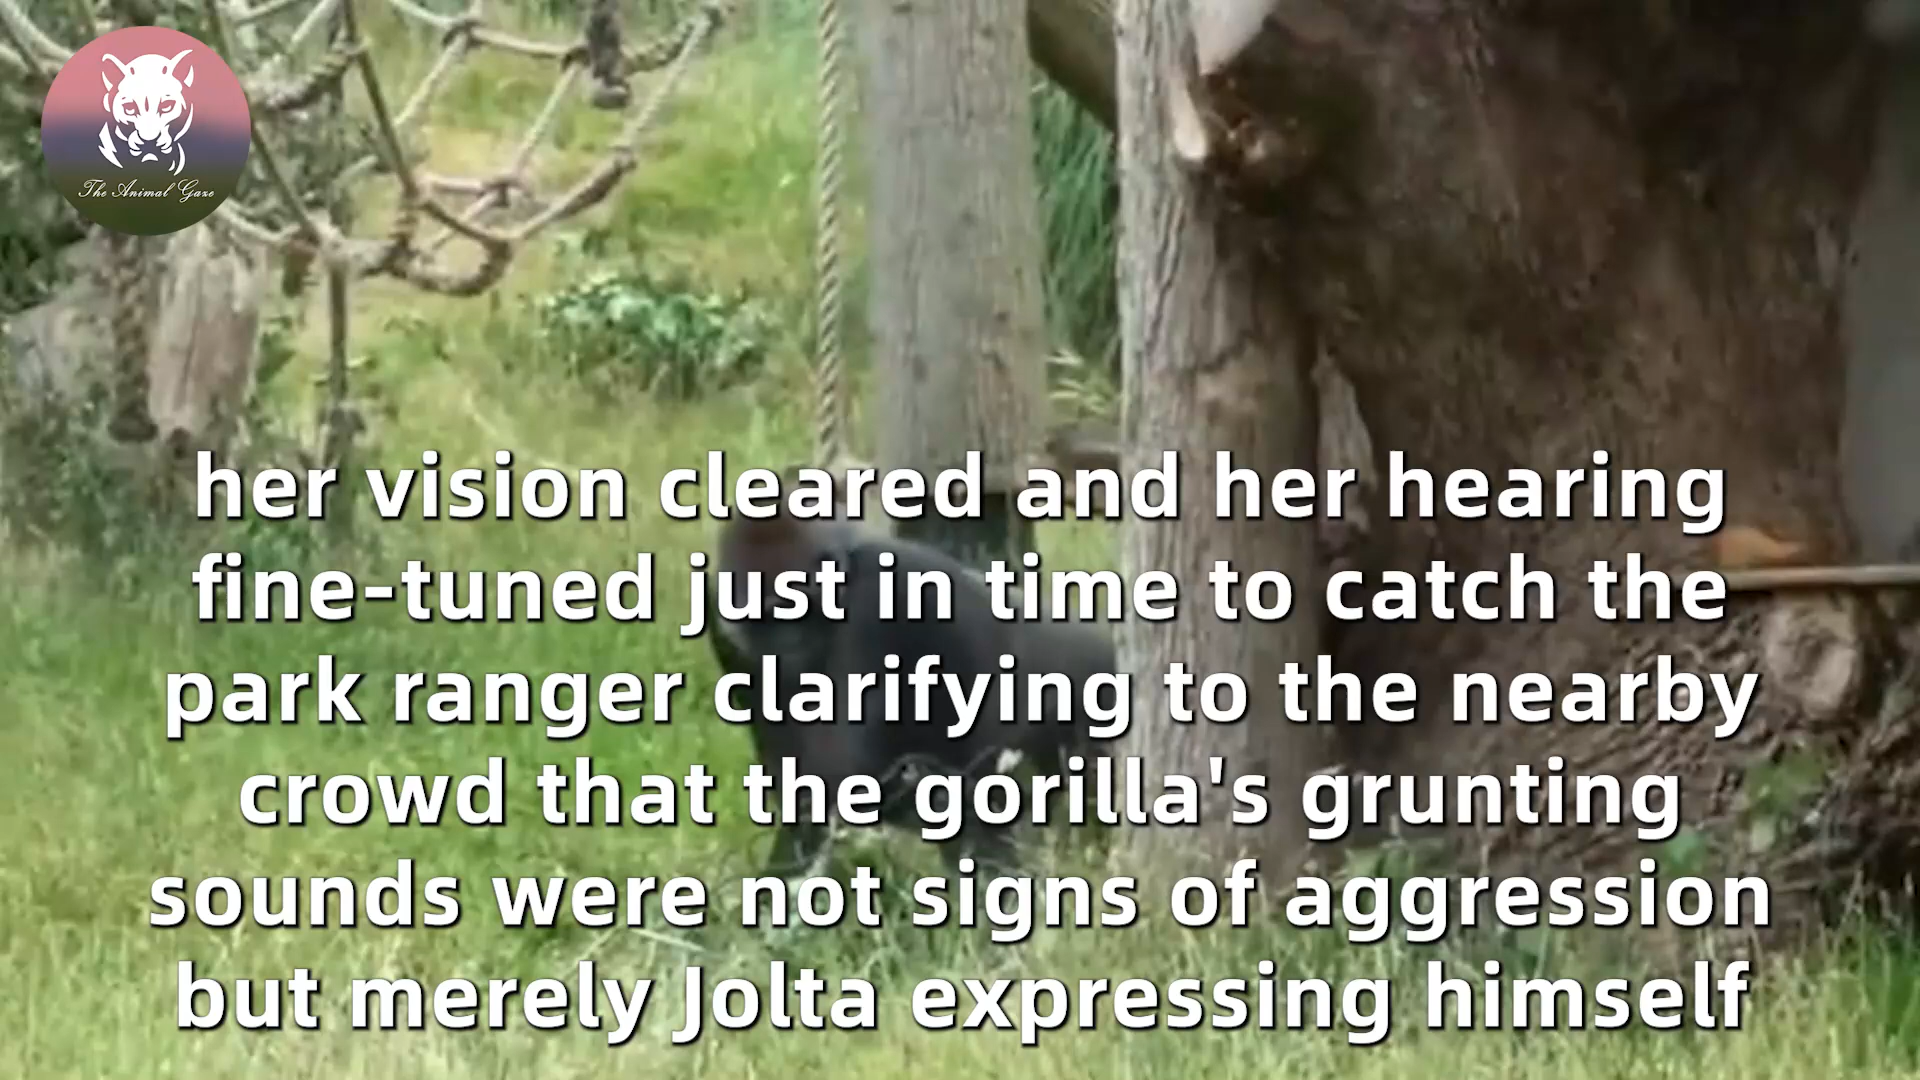 The Animal Gaze
her vision cleared and her hearing
fine-tuned just in time to catch the
park ranger clarifying to the nearby
crowd that the gorilla's grunting
sounds were not signs of aggression
but merely Jolta expressing himself